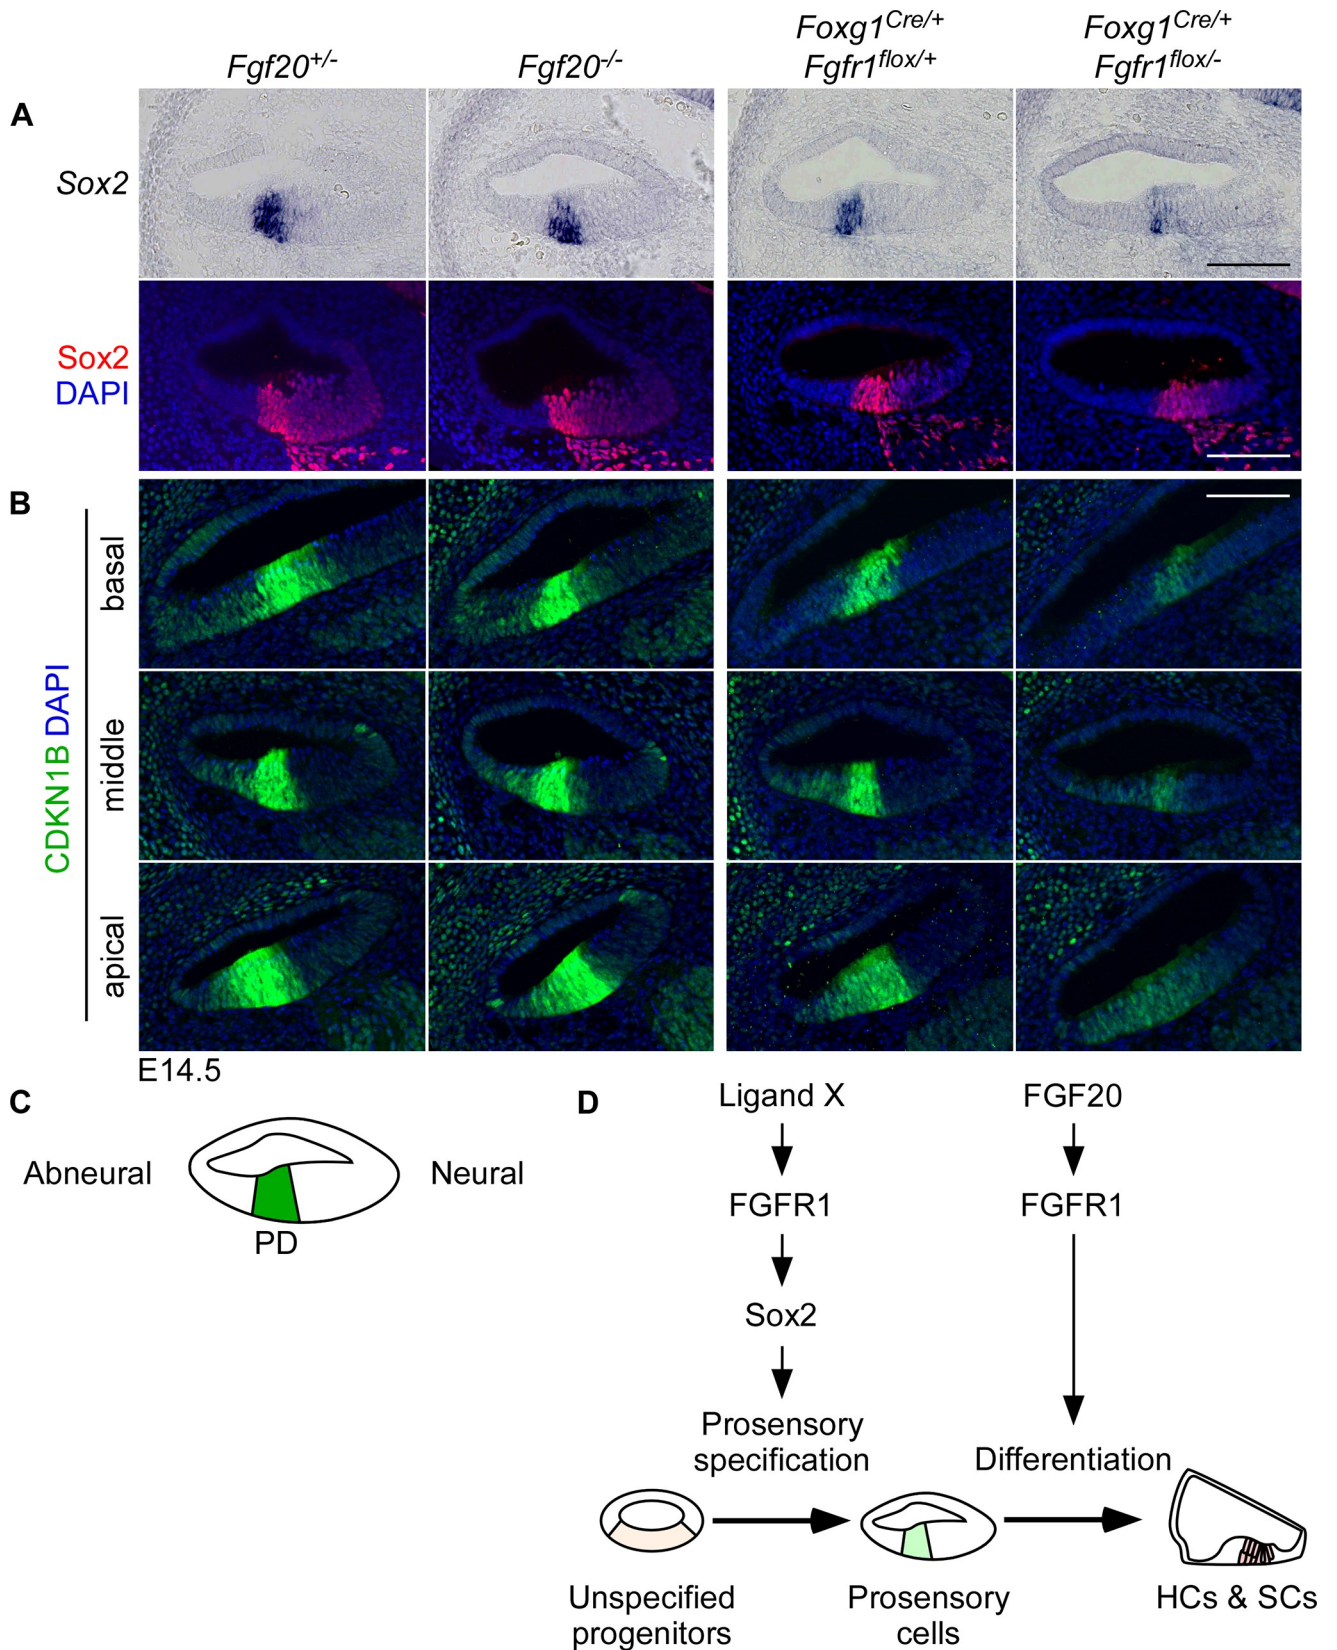 Fgf20+/-
Fgf20-/-
Foxg1Cre/+
Fgfr1flox/+
Foxg1Cre/+
Fgfr1flox/-
A
Sox2
Sox2
DAPI
B
CDKN1B DAPI
basal
middle
apical
E14.5
C
Abneural
Neural
PD
D
Ligand X
FGF20
FGFR1
FGFR1
Sox2
Prosensory
specification
Differentiation
Unspecified
progenitors
Prosensory
cells
HCs & SCs